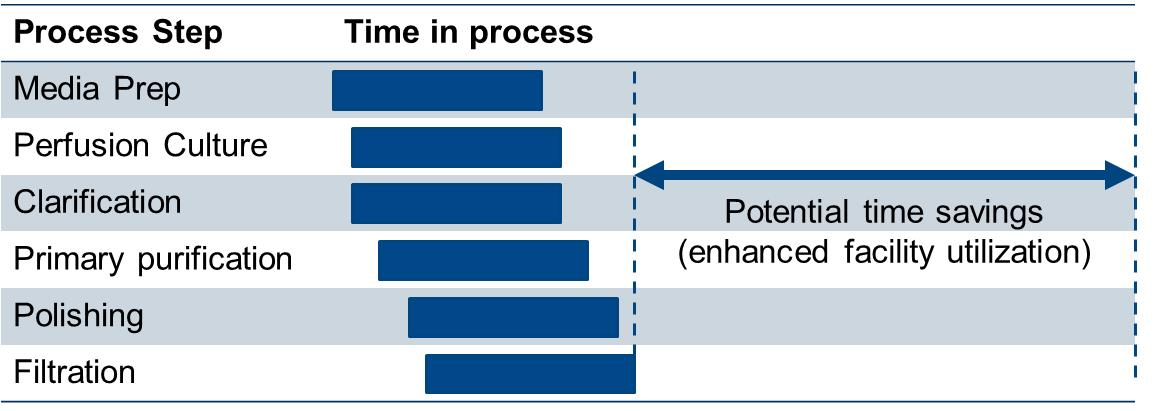 Process Step Time in process
Media Prep
Perfusion Culture
Clarification
Primary purification
Polishing
Filtration
Potential time savings
(enhanced facility utilization)